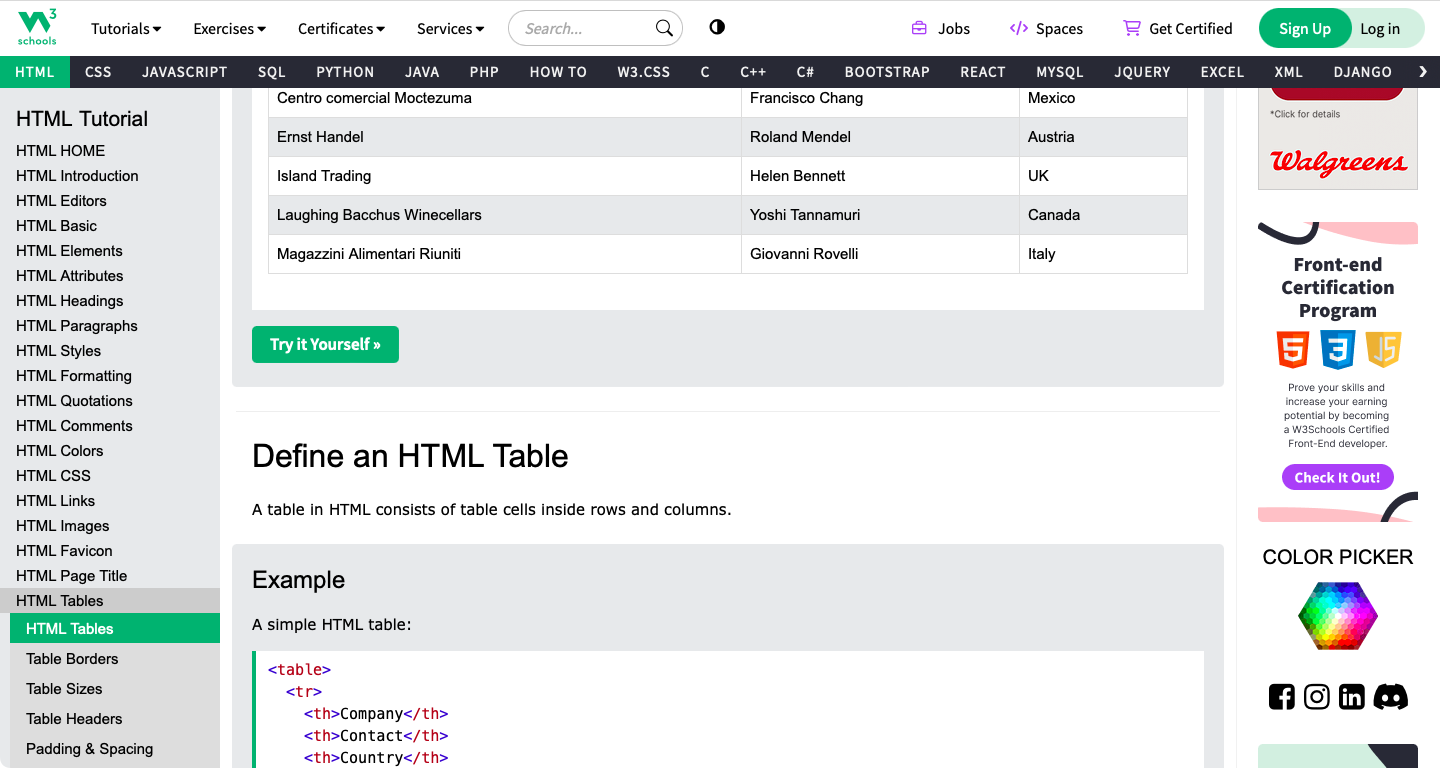 W3
schools
Tutorials
Exercises
Certificates
Services
Search...
Jobs
Spaces
Get Certified
Sign Up
Log in
HTML CSS JAVASCRIPT SQL PYTHON JAVA PHP HOW TO W3.CSS C C++ C# BOOTSTRAP REACT MYSQL JQUERY EXCEL XML DJANGO ❯
HTML Tutorial
HTML HOME
HTML Introduction
HTML Editors
HTML Basic
HTML Elements
HTML Attributes
HTML Headings
HTML Paragraphs
HTML Styles
HTML Formatting
HTML Quotations
HTML Comments
HTML Colors
HTML CSS
HTML Links
HTML Images
HTML Favicon
HTML Page Title
HTML Tables
HTML Tables
Table Borders
Table Sizes
Table Headers
Padding & Spacing
Centro comercial Moctezuma Francisco Chang Mexico
Ernst Handel Roland Mendel Austria
Island Trading Helen Bennett UK
Laughing Bacchus Winecellars Yoshi Tannamuri Canada
Magazzini Alimentari Riuniti Giovanni Rovelli Italy
Try it Yourself »
Define an HTML Table
A table in HTML consists of table cells inside rows and columns.
Example
A simple HTML table:
<table>
<tr>
<th>Company</th>
<th>Contact</th>
<th>Country</th>
*Click for details
Walgreens
Front-end
Certification
Program
5 3 JS
Prove your skills and
increase your earning
potential by becoming
a W3Schools Certified
Front-End developer.
Check It Out!
COLOR PICKER
f in